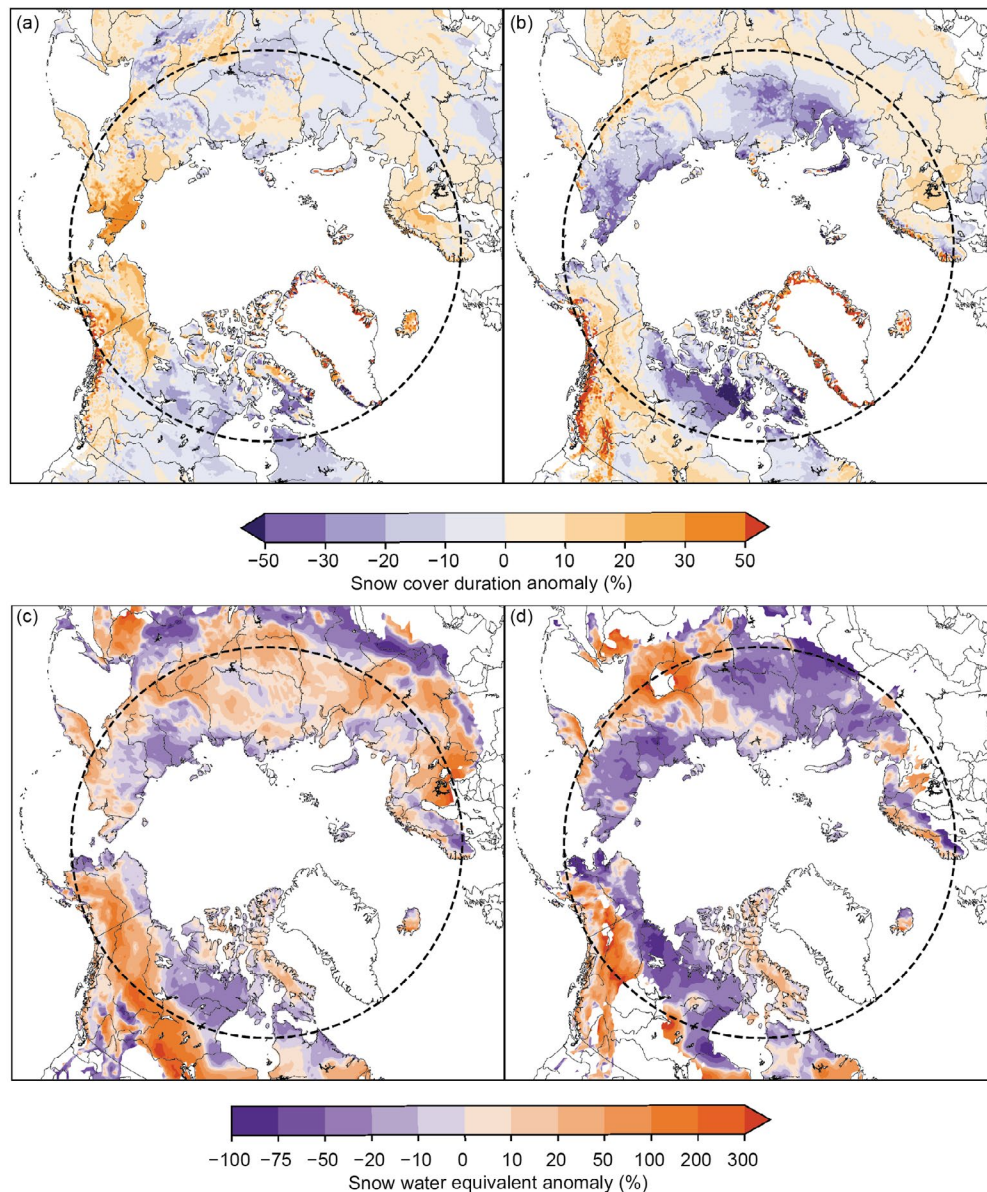 (a)
(b)
−50 −30 −20 −10 0 10 20 30 50
Snow cover duration anomaly (%)
(c)
(d)
−100 −75 −50 −20 −10 0 10 20 50 100 200 300
Snow water equivalent anomaly (%)